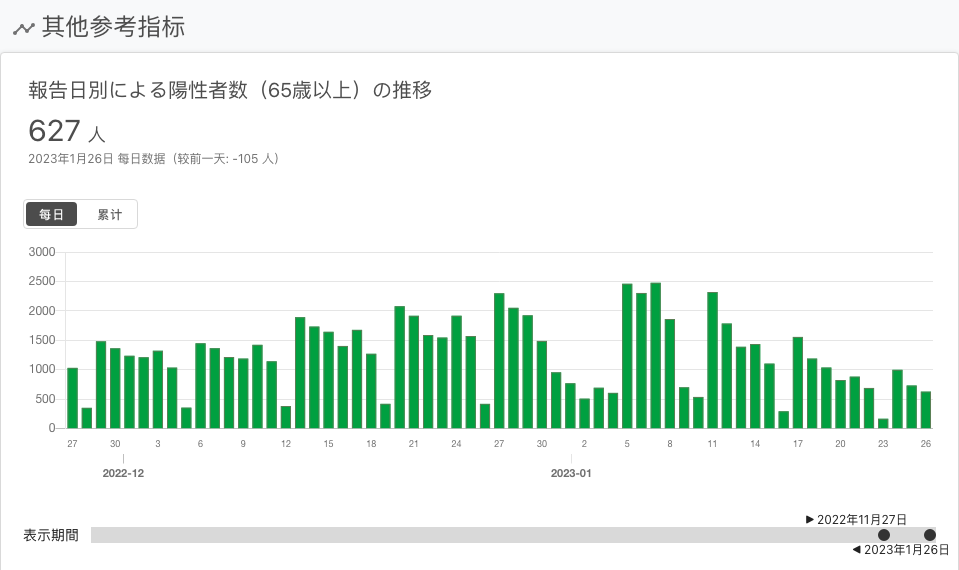 其他参考指标
報告日別による陽性者数（65歳以上）の推移
627 人
2023年1月26日 每日数据（较前一天: -105 人）
每日 累计
3000
2500
2000
1500
1000
500
0
27 30 3 6 9 12 15 18 21 24 27 30 2 5 8 11 14 17 20 23 26
2022-12 2023-01
▶ 2022年11月27日
表示期間
◀ 2023年1月26日